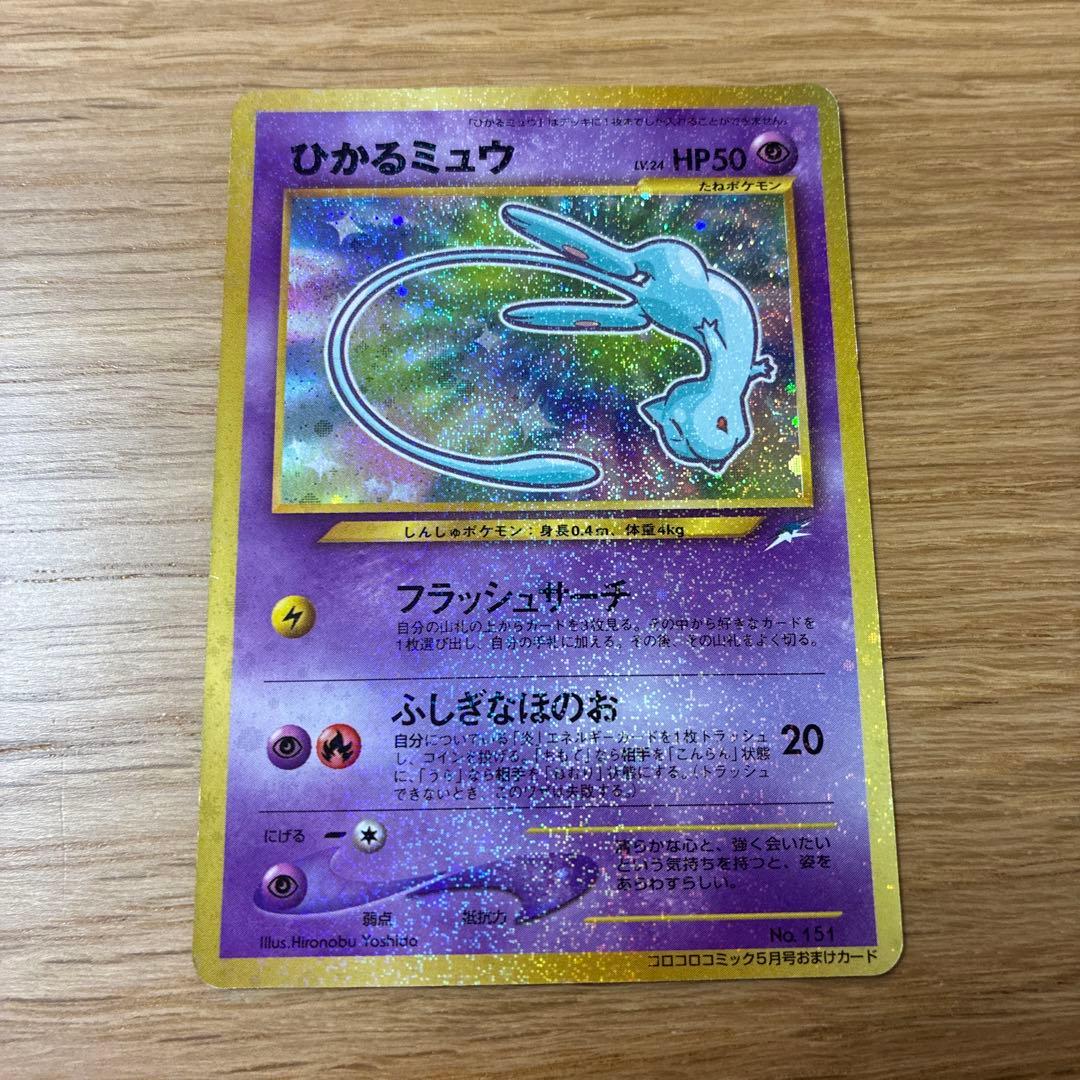 「ひかるミュウ」はデッキに1枚までしか入れることができません。
ひかるミュウ LV.24 HP50
たねポケモン
しんしゅポケモン：身長0.4m、体重4kg
フラッシュサーチ
自分の山札の上からカードを3枚見る。その中から好きなカードを
1枚選び出し、自分の手札に加える。その後、その山札をよく切る。
ふしぎなほのお
自分についている「炎」エネルギーカードを1枚トラッシュ
し、コインを投げる。「おもて」なら相手を「こんらん」状態
に、「うら」なら相手を「ねむり」状態にする。（トラッシュ
できないとき、このワザは失敗する。）
20
にげる
弱点
抵抗力
清らかな心と、強く会いたい
という気持ちを持つと、姿を
あらわすらしい。
Illus.Hironobu Yoshida
No. 151
コロコロコミック5月号おまけカード